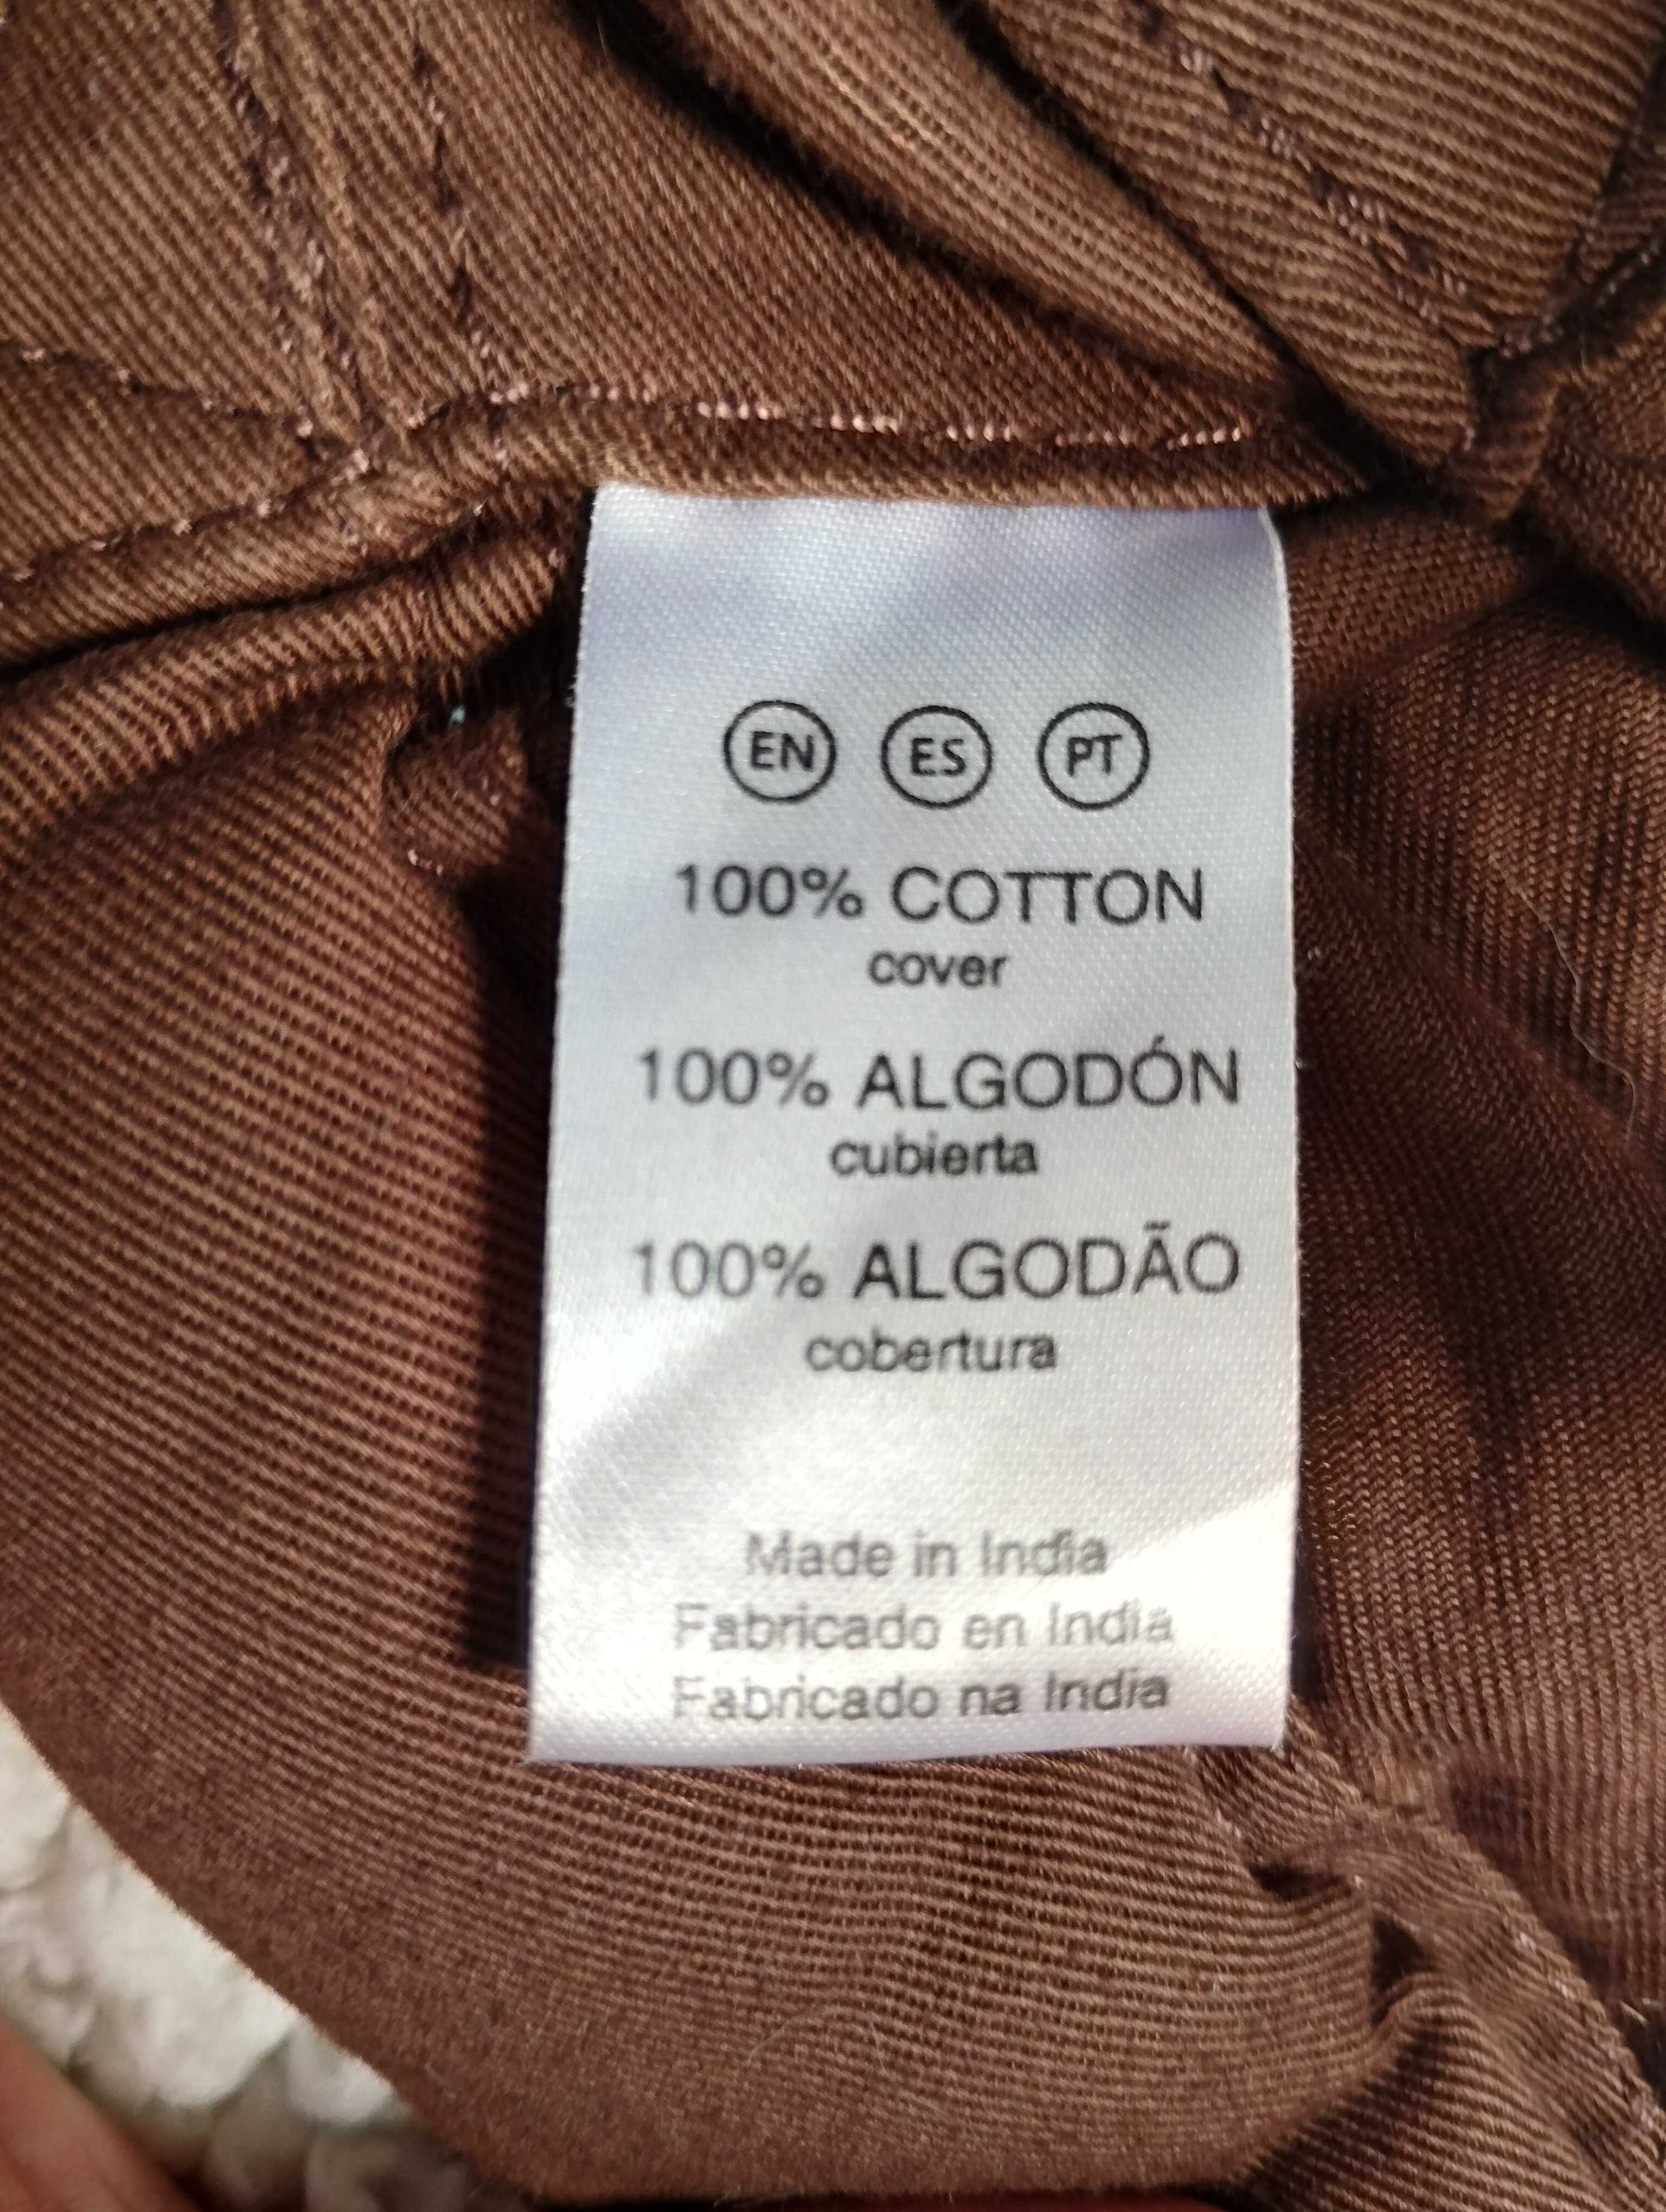 EN ES PT
100% COTTON
cover
100% ALGODÓN
cubierta
100% ALGODÃO
cobertura
Made in India
Fabricado en India
Fabricado na India